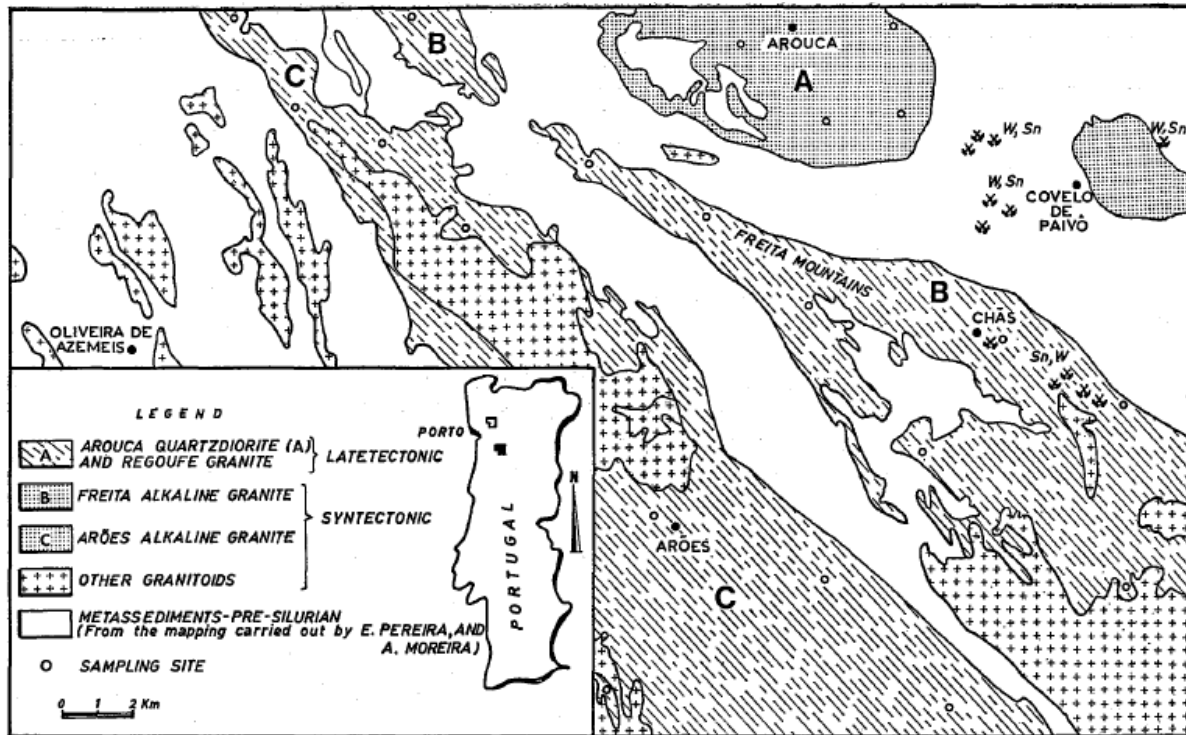 B
AROUCA
A
C
W, Sn
W, Sn
W, Sn
COVELO
DE
PAIVÔ
FREITA MOUNTAINS
B
CHÃS
Sn, W
OLIVEIRA DE
AZEMEIS
LEGEND
A AROUCA QUARTZDIORITE (A)
AND REGOUFE GRANITE
LATETECTONIC
B FREITA ALKALINE GRANITE
SYNTECTONIC
C ARÕES ALKALINE GRANITE
OTHER GRANITOIDS
METASSEDIMENTS-PRE-SILURIAN
(From the mapping carried out by E. PEREIRA, AND
A. MOREIRA)
SAMPLING SITE
0 1 2 Km
PORTO
PORTUGAL
N
ARÕES
C